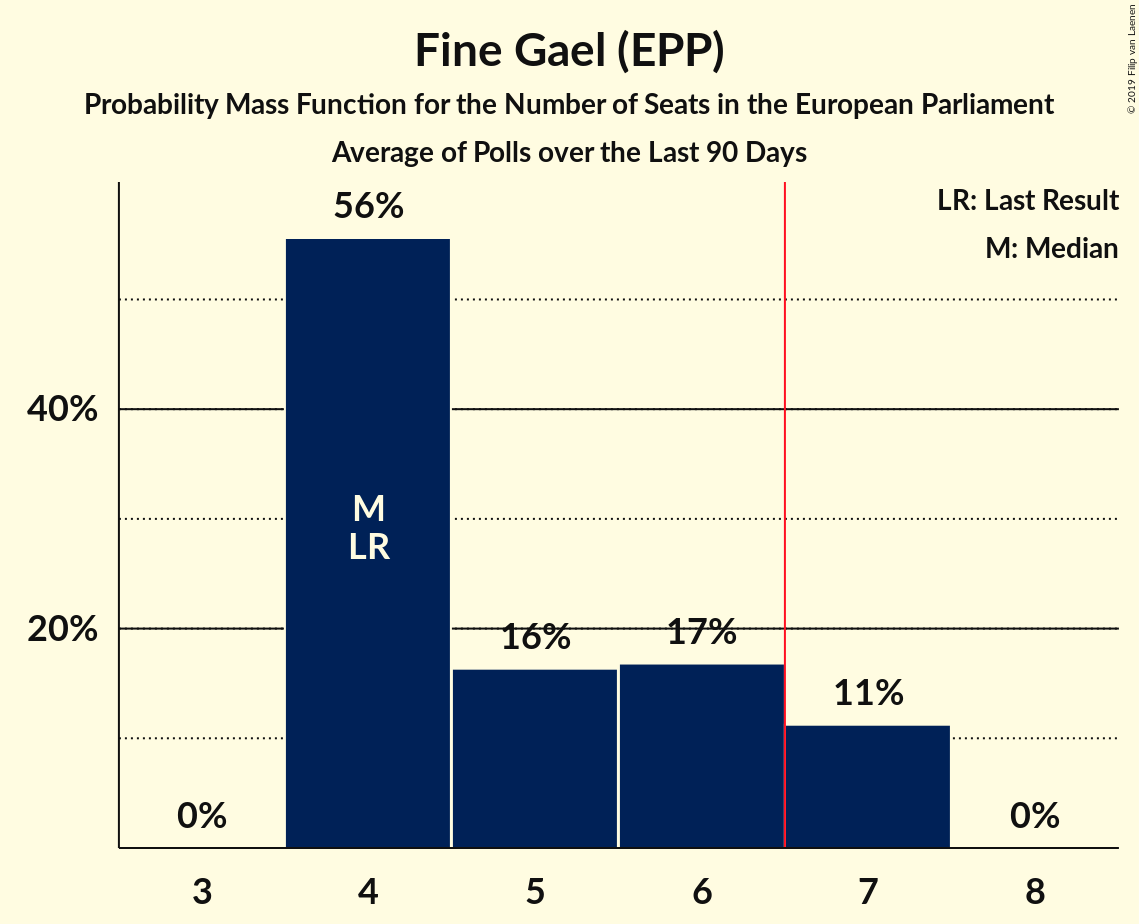 Fine Gael (EPP)
Probability Mass Function for the Number of Seats in the European Parliament
Average of Polls over the Last 90 Days
© 2019 Filip van Laenen
LR: Last Result
M: Median
56%
40%
M
LR
20%
16%
17%
11%
0%
0%
3
4
5
6
7
8